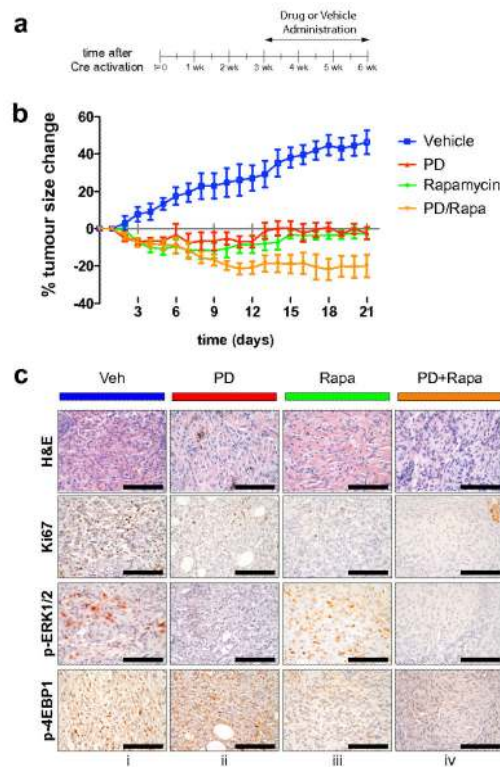 a
Drug or Vehicle
Administration
time after
Cre activation
1 wk 2 wk 3 wk 4 wk 5 wk 6 wk
b
% tumour size change
60
40
20
0
-20
-40
3 6 9 12 15 18 21
time (days)
Vehicle
PD
Rapamycin
PD/Rapa
c
Veh PD Rapa PD+Rapa
H&E
Ki67
p-ERK1/2
p-4EBP1
i ii iii iv